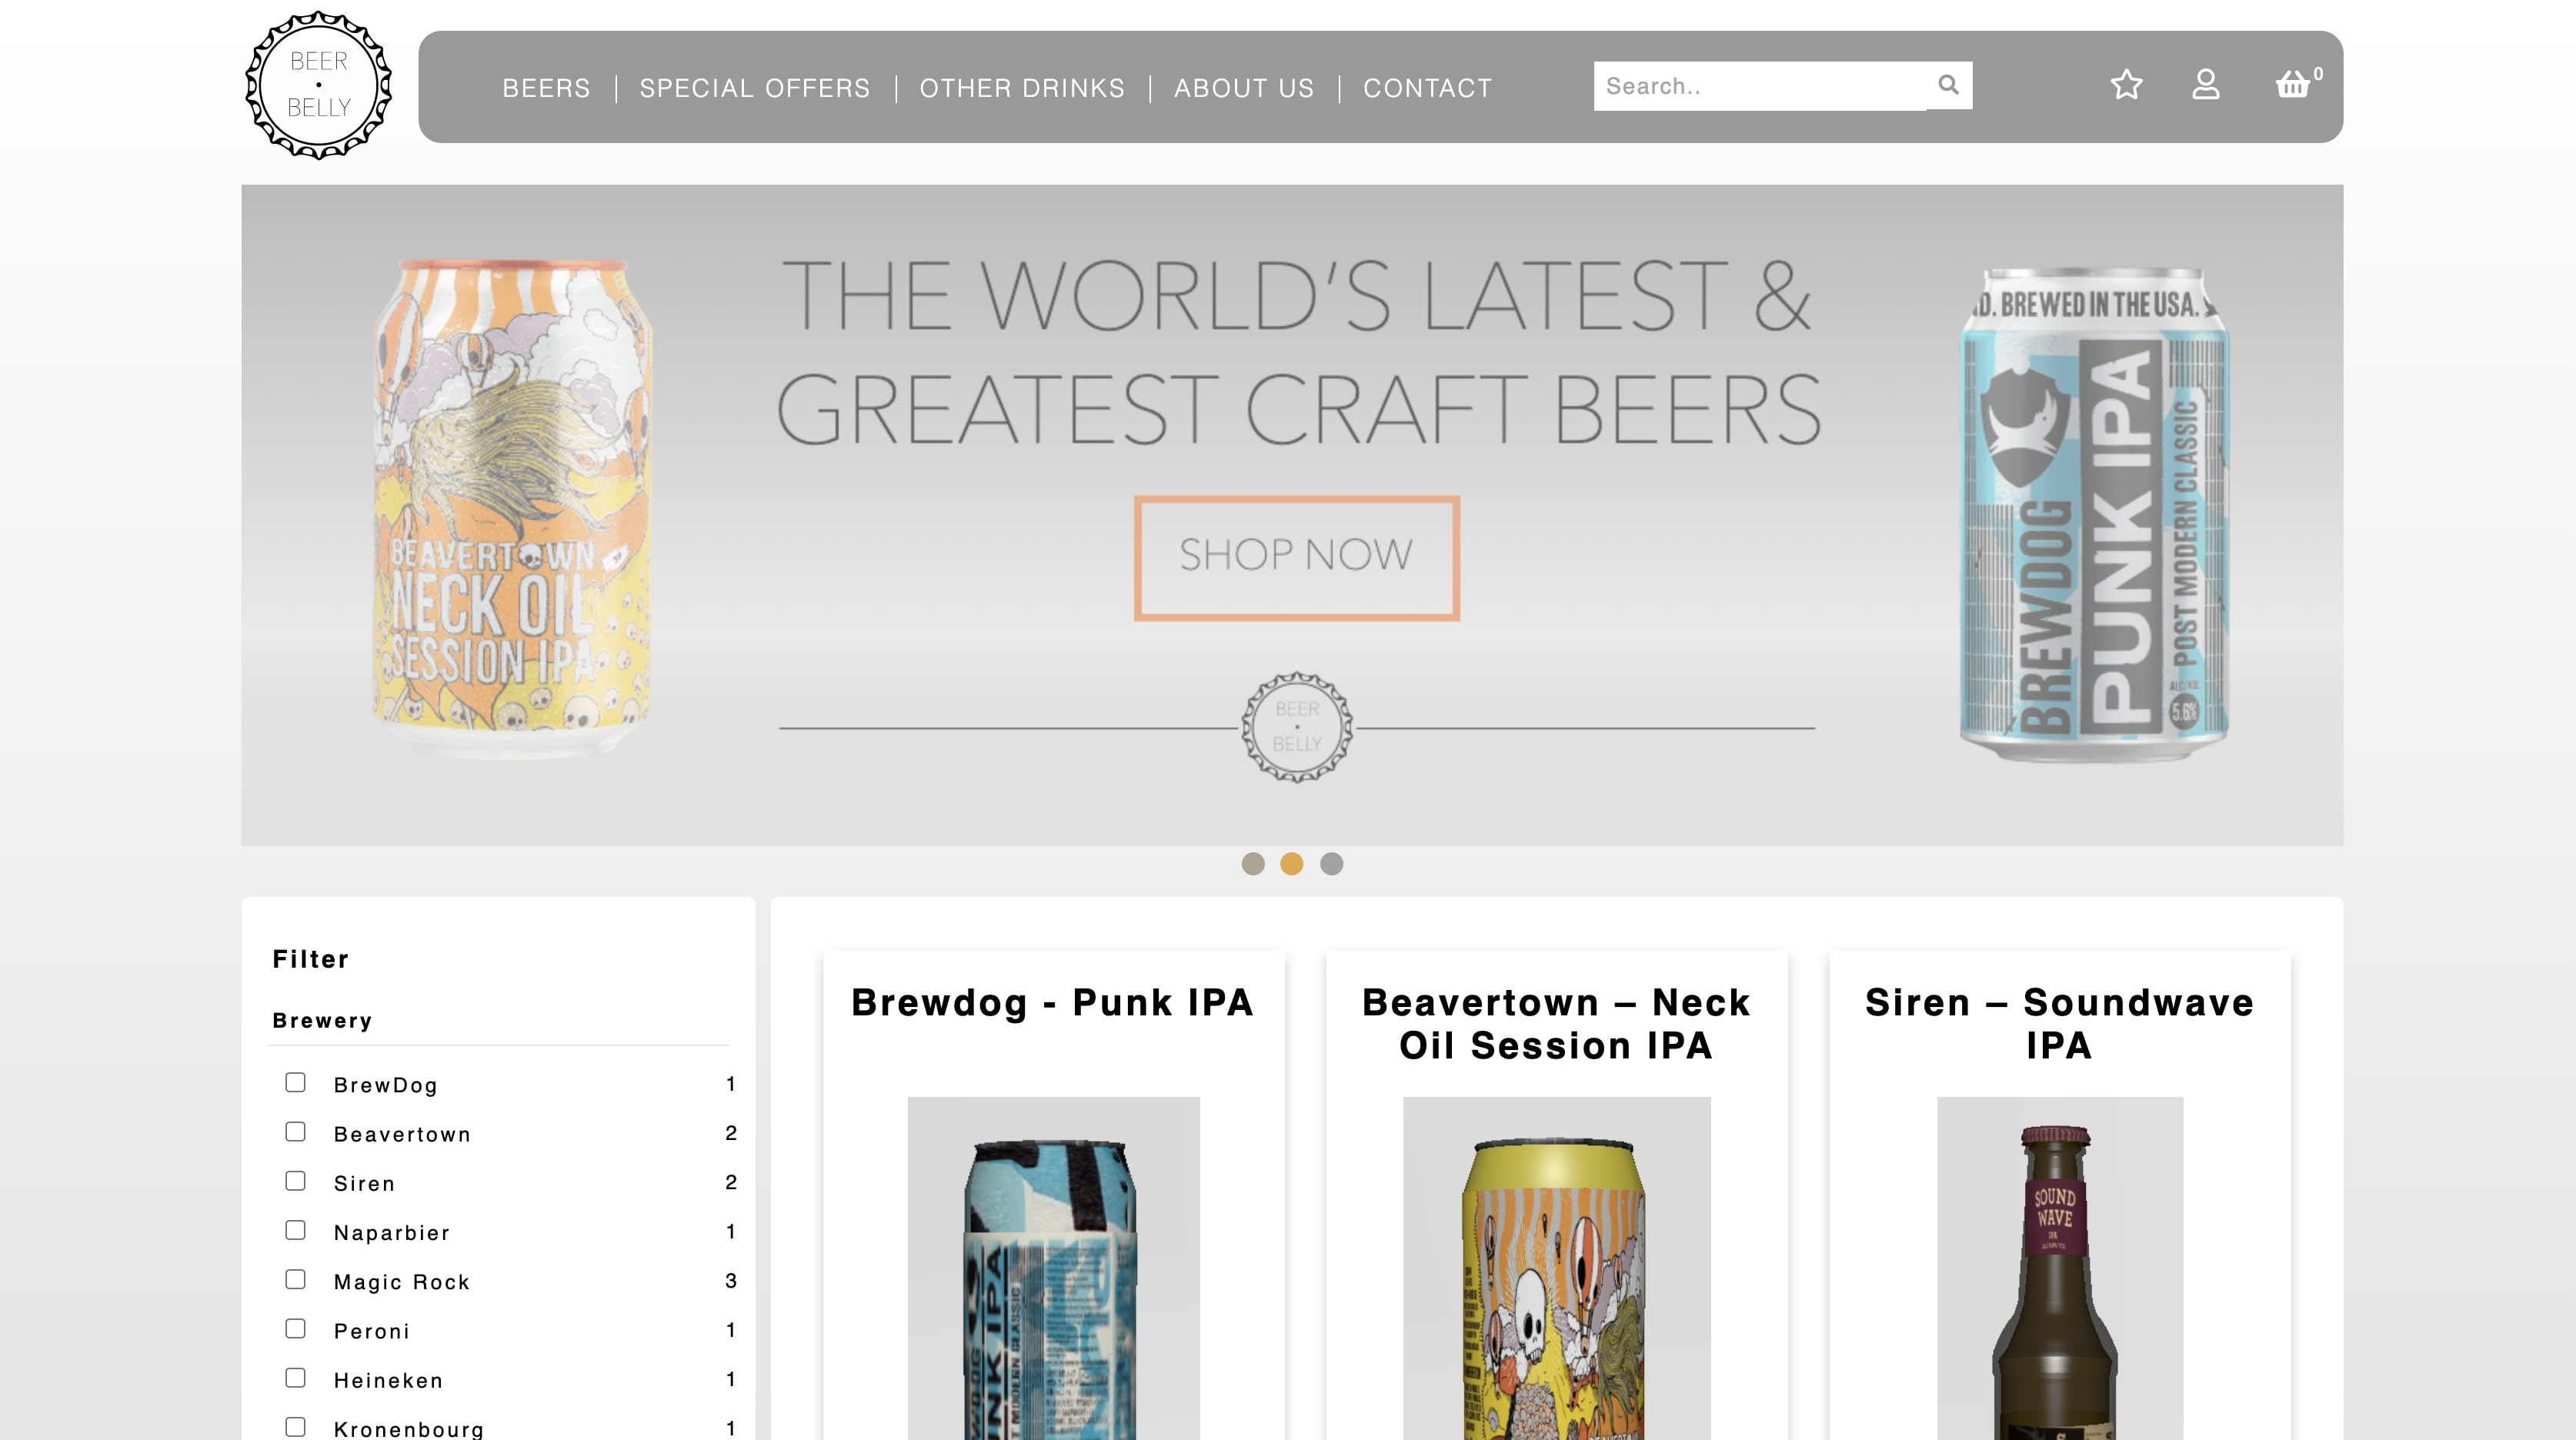 BEER
•
BELLY
BEERS
SPECIAL OFFERS
OTHER DRINKS
ABOUT US
CONTACT
Search..
0
THE WORLD'S LATEST &
GREATEST CRAFT BEERS
SHOP NOW
BEER
•
BELLY
BEAVERTOWN
NECK OIL
SESSION IPA
D. BREWED IN THE USA.
BREWDOG
PUNK IPA
POST MODERN CLASSIC
ALC/VOL
5.6%
Filter
Brewery
BrewDog 1
Beavertown 2
Siren 2
Naparbier 1
Magic Rock 3
Peroni 1
Heineken 1
Kronenbourg 1
Brewdog - Punk IPA
Beavertown – Neck
Oil Session IPA
Siren – Soundwave
IPA
SOUND
WAVE
IPA